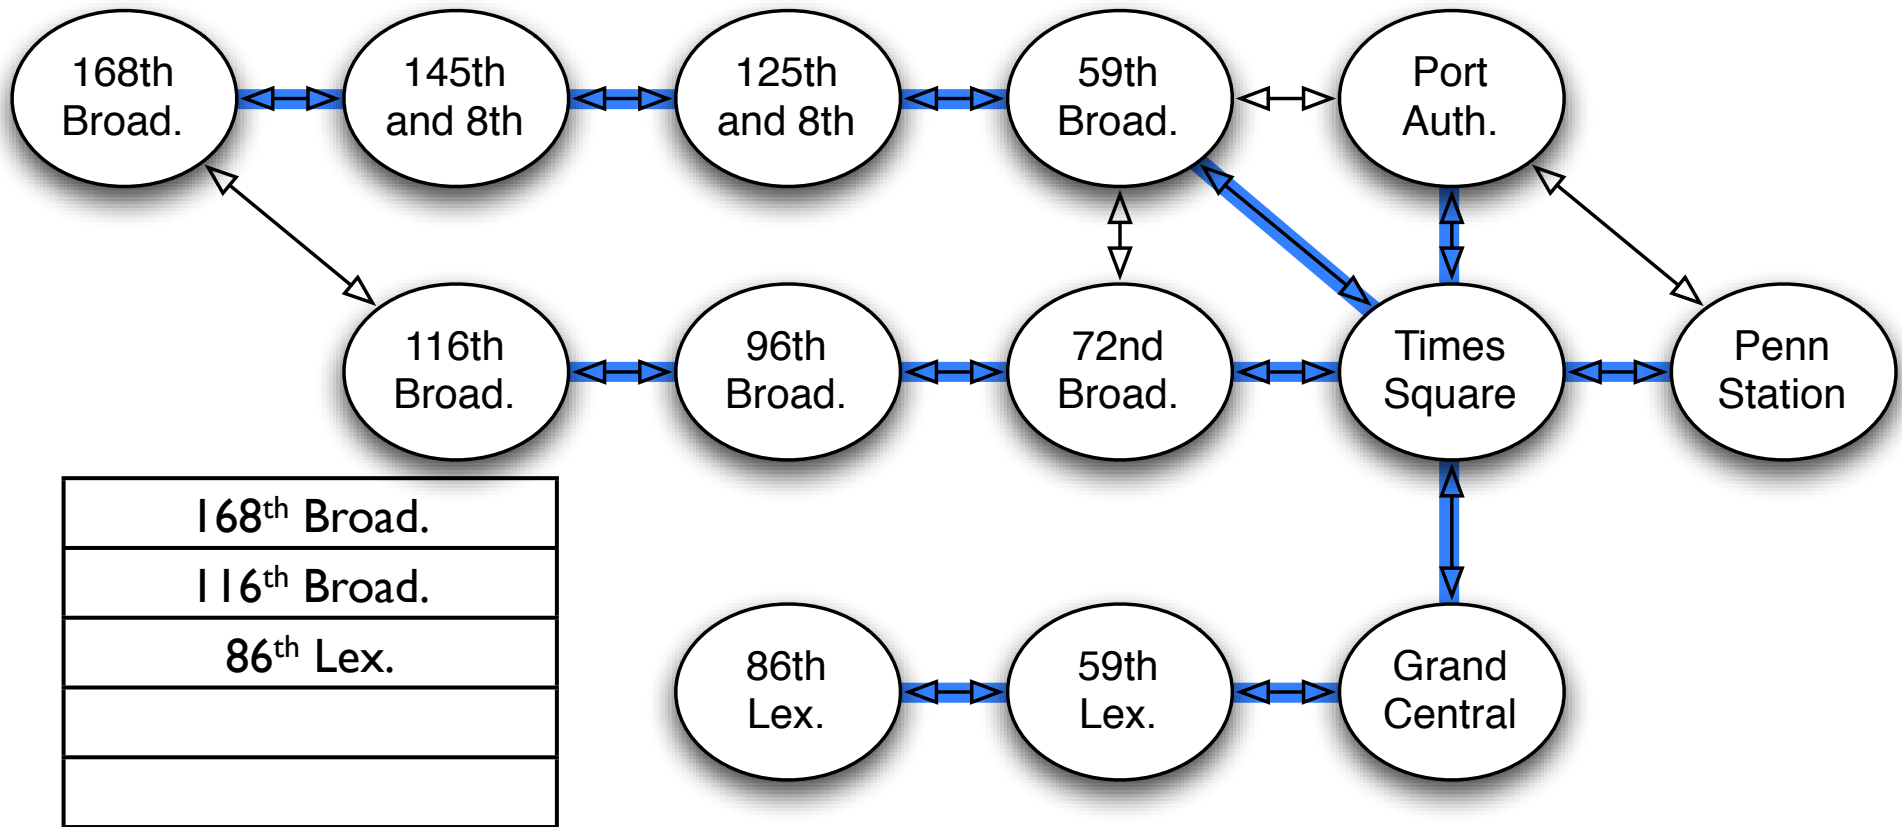 168th
Broad.
145th
and 8th
125th
and 8th
59th
Broad.
Port
Auth.
116th
Broad.
96th
Broad.
72nd
Broad.
Times
Square
Penn
Station
168th Broad.
116th Broad.
86th Lex.
86th
Lex.
59th
Lex.
Grand
Central